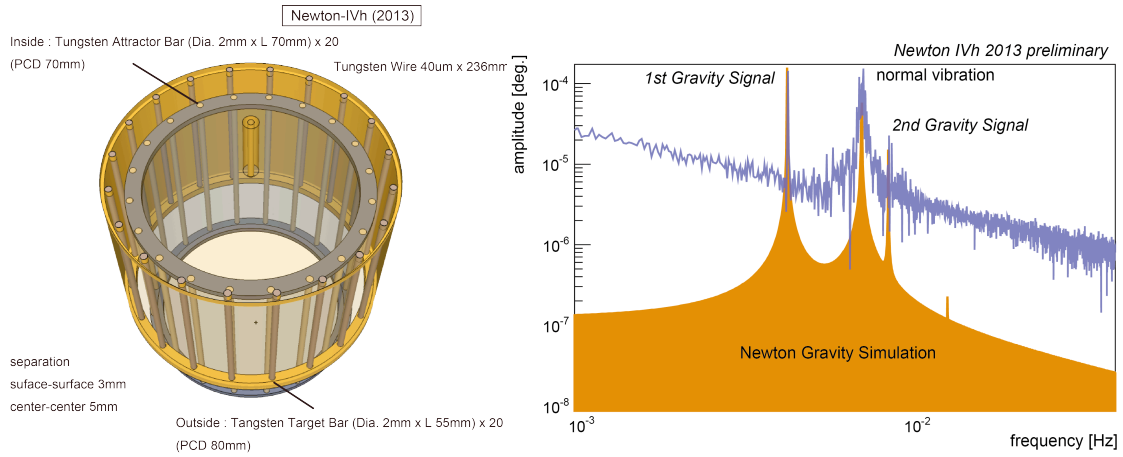 Newton-IVh (2013)
Inside : Tungsten Attractor Bar (Dia. 2mm x L 70mm) x 20
(PCD 70mm)
Tungsten Wire 40um x 236mm
separation
suface-surface 3mm
center-center 5mm
Outside : Tangsten Target Bar (Dia. 2mm x L 55mm) x 20
(PCD 80mm)
Newton IVh 2013 preliminary
1st Gravity Signal
normal vibration
2nd Gravity Signal
amplitude [deg.]
10-4
10-5
10-6
10-7
10-8
Newton Gravity Simulation
10-3
10-2
frequency [Hz]